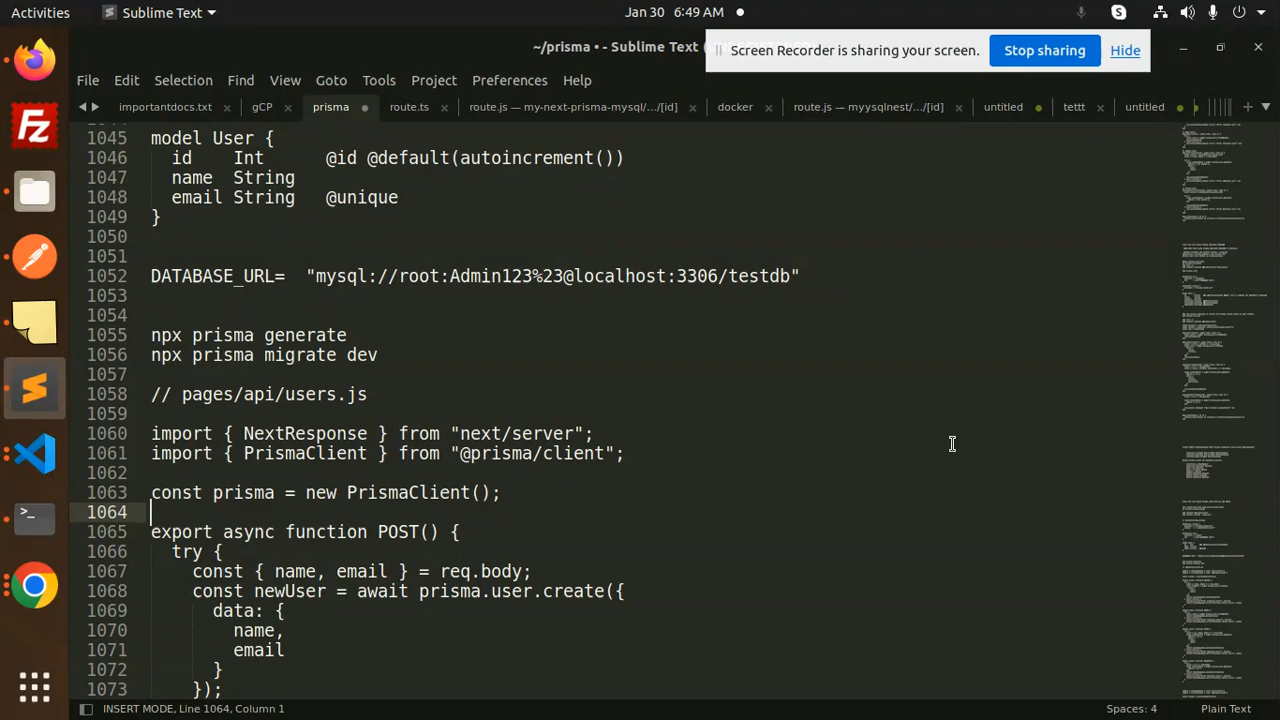 Activities
Sublime Text
Jan 30 6:49 AM
~/prisma • - Sublime Text
Screen Recorder is sharing your screen.
Stop sharing
Hide
File Edit Selection Find View Goto Tools Project Preferences Help
importantdocs.txt
gCP
prisma
route.ts
route.js — my-next-prisma-mysql/.../[id]
docker
route.js — myysqlnest/.../[id]
untitled
tettt
untitled
1045 model User {
1046 id Int @id @default(autoincrement())
1047 name String
1048 email String @unique
1049 }
1050
1051
1052 DATABASE_URL= "mysql://root:Admin123%23@localhost:3306/testdb"
1053
1054
1055 npx prisma generate
1056 npx prisma migrate dev
1057
1058 // pages/api/users.js
1059
1060 import { NextResponse } from "next/server";
1061 import { PrismaClient } from "@prisma/client";
1062
1063 const prisma = new PrismaClient();
1064
1065 export async function POST() {
1066 try {
1067 const { name, email } = req.body;
1068 const newUser = await prisma.user.create({
1069 data: {
1070 name,
1071 email
1072 }
1073 });
INSERT MODE, Line 1064, Column 1
Spaces: 4
Plain Text